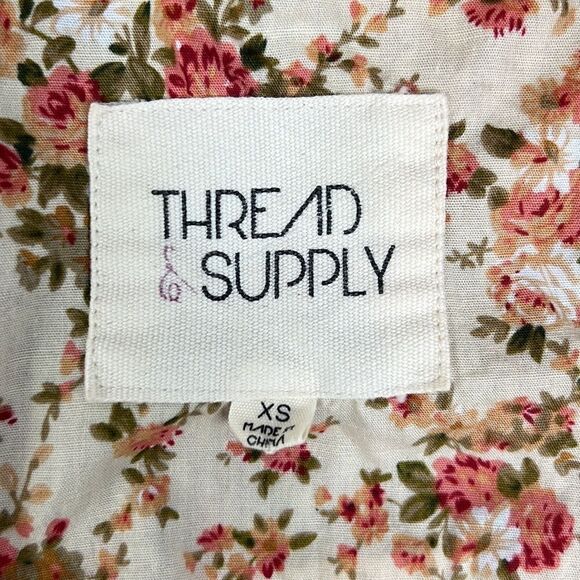 THREAD
& SUPPLY
XS
MADE IN
CHINA